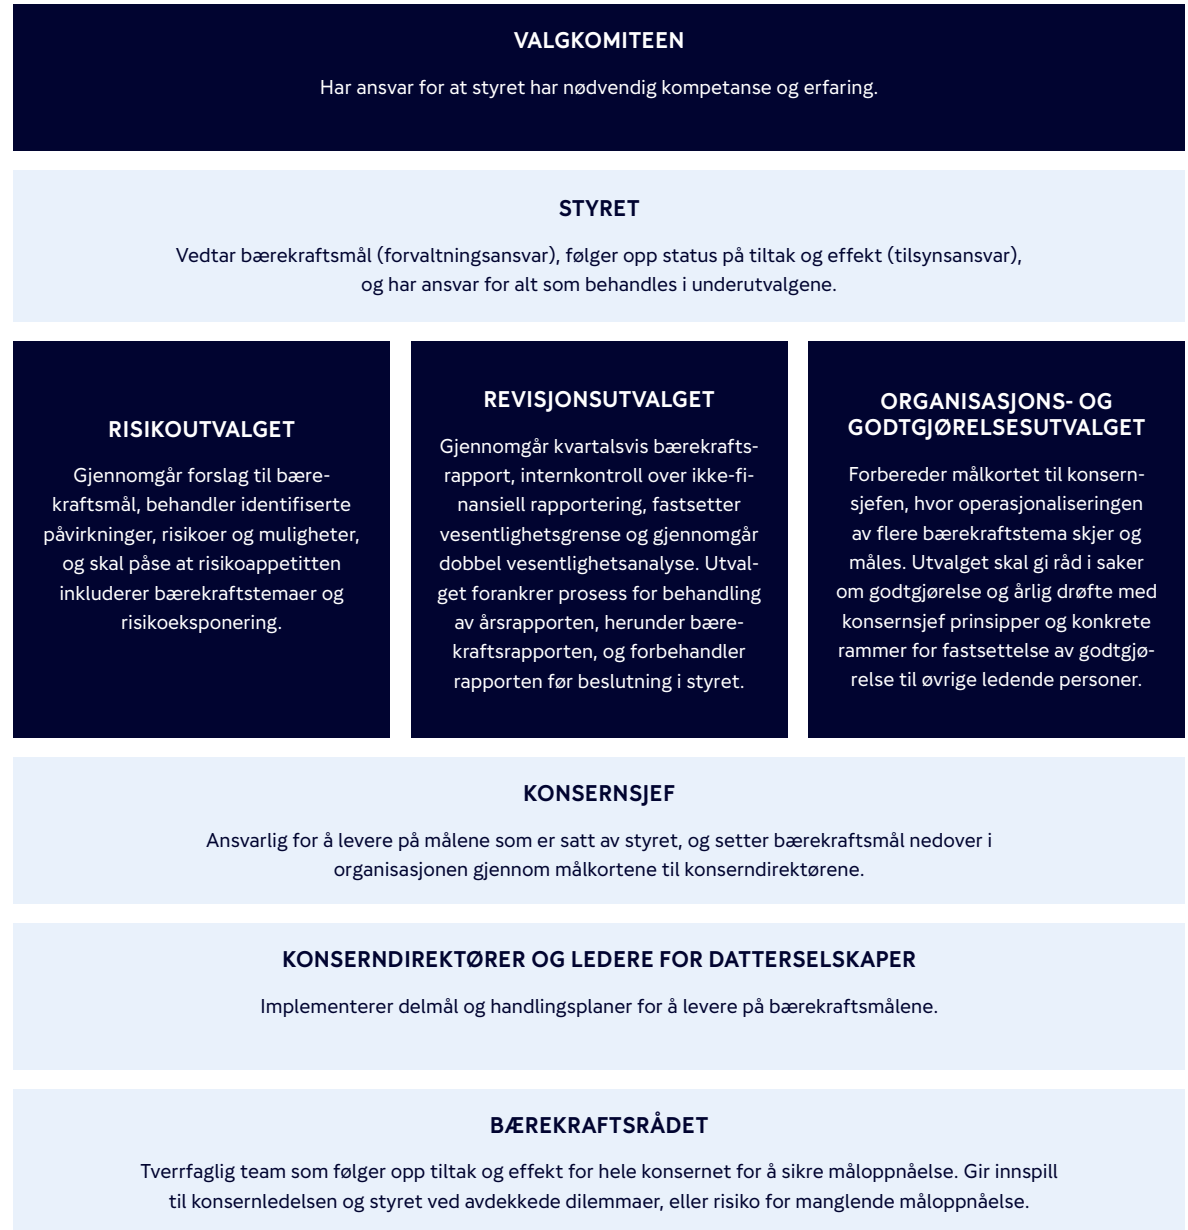 VALGKOMITEEN
Har ansvar for at styret har nødvendig kompetanse og erfaring.
STYRET
Vedtar bærekraftsmål (forvaltningsansvar), følger opp status på tiltak og effekt (tilsynsansvar),
og har ansvar for alt som behandles i underutvalgene.
RISIKOUTVALGET
Gjennomgår forslag til bære-
kraftsmål, behandler identifiserte
påvirkninger, risikoer og muligheter,
og skal påse at risikoappetitten
inkluderer bærekraftstemaer og
risikoeksponering.
REVISJONSUTVALGET
Gjennomgår kvartalsvis bærekrafts-
rapport, internkontroll over ikke-fi-
nansiell rapportering, fastsetter
vesentlighetsgrense og gjennomgår
dobbel vesentlighetsanalyse. Utval-
get forankrer prosess for behandling
av årsrapporten, herunder bære-
kraftsrapporten, og forbehandler
rapporten før beslutning i styret.
ORGANISASJONS- OG
GODTGJØRELSESUTVALGET
Forbereder målkortet til konsern-
sjefen, hvor operasjonaliseringen
av flere bærekraftstema skjer og
måles. Utvalget skal gi råd i saker
om godtgjørelse og årlig drøfte med
konsernsjef prinsipper og konkrete
rammer for fastsettelse av godtgjø-
relse til øvrige ledende personer.
KONSERNSJEF
Ansvarlig for å levere på målene som er satt av styret, og setter bærekraftsmål nedover i
organisasjonen gjennom målkortene til konserndirektørene.
KONSERNDIREKTØRER OG LEDERE FOR DATTERSELSKAPER
Implementerer delmål og handlingsplaner for å levere på bærekraftsmålene.
BÆREKRAFTSRÅDET
Tverrfaglig team som følger opp tiltak og effekt for hele konsernet for å sikre måloppnåelse. Gir innspill
til konsernledelsen og styret ved avdekkede dilemmaer, eller risiko for manglende måloppnåelse.